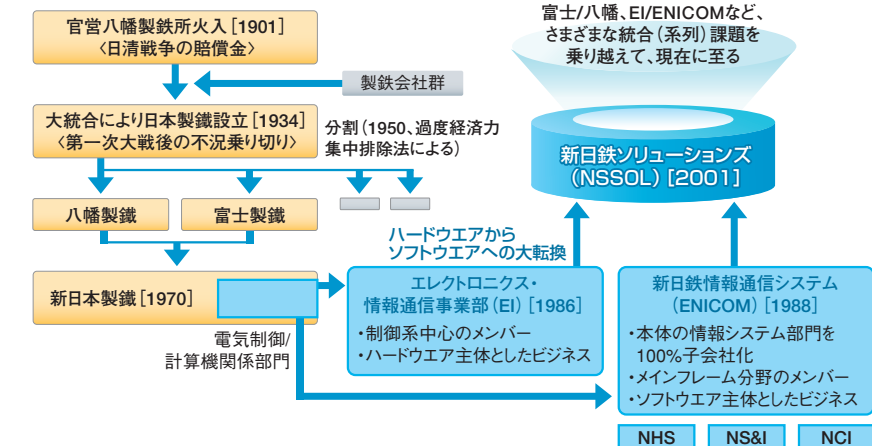 官営八幡製鉄所火入[1901]
〈日清戦争の賠償金〉
製鉄会社群
大統合により日本製鐵設立[1934]
〈第一次大戦後の不況乗り切り〉
分割(1950、過度経済力
集中排除法による)
八幡製鐵
富士製鐵
新日本製鐵[1970]
電気制御/
計算機関係部門
富士/八幡、EI/ENICOMなど、
さまざまな統合(系列)課題を
乗り越えて、現在に至る
新日鉄ソリューションズ
(NSSOL)[2001]
ハードウエアから
ソフトウエアへの大転換
エレクトロニクス・
情報通信事業部(EI)[1986]
・制御系中心のメンバー
・ハードウエア主体としたビジネス
新日鉄情報通信システム
(ENICOM)[1988]
・本体の情報システム部門を
100%子会社化
・メインフレーム分野のメンバー
・ソフトウエア主体としたビジネス
NHS
NS&I
NCI